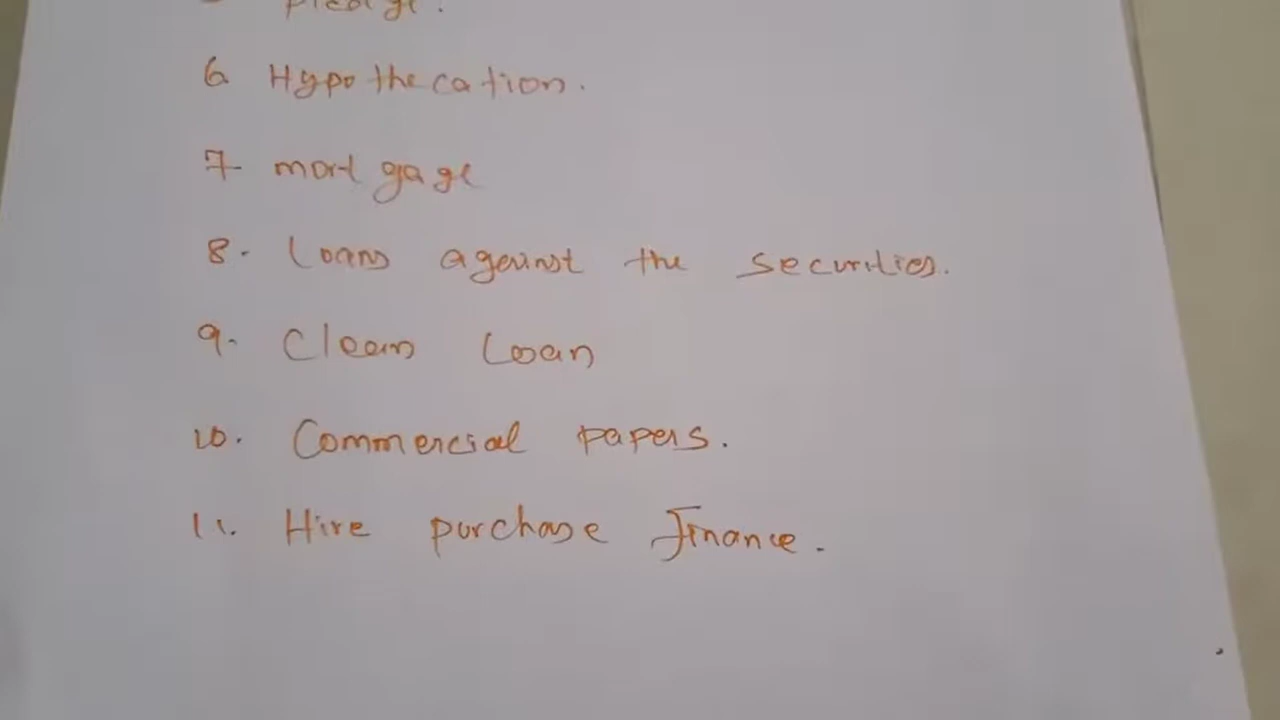 pledge.
6 Hypothecation.
7 mortgage
8. Loans against the securities.
9. Clean Loan
10. Commercial papers.
11. Hire purchase Finance.